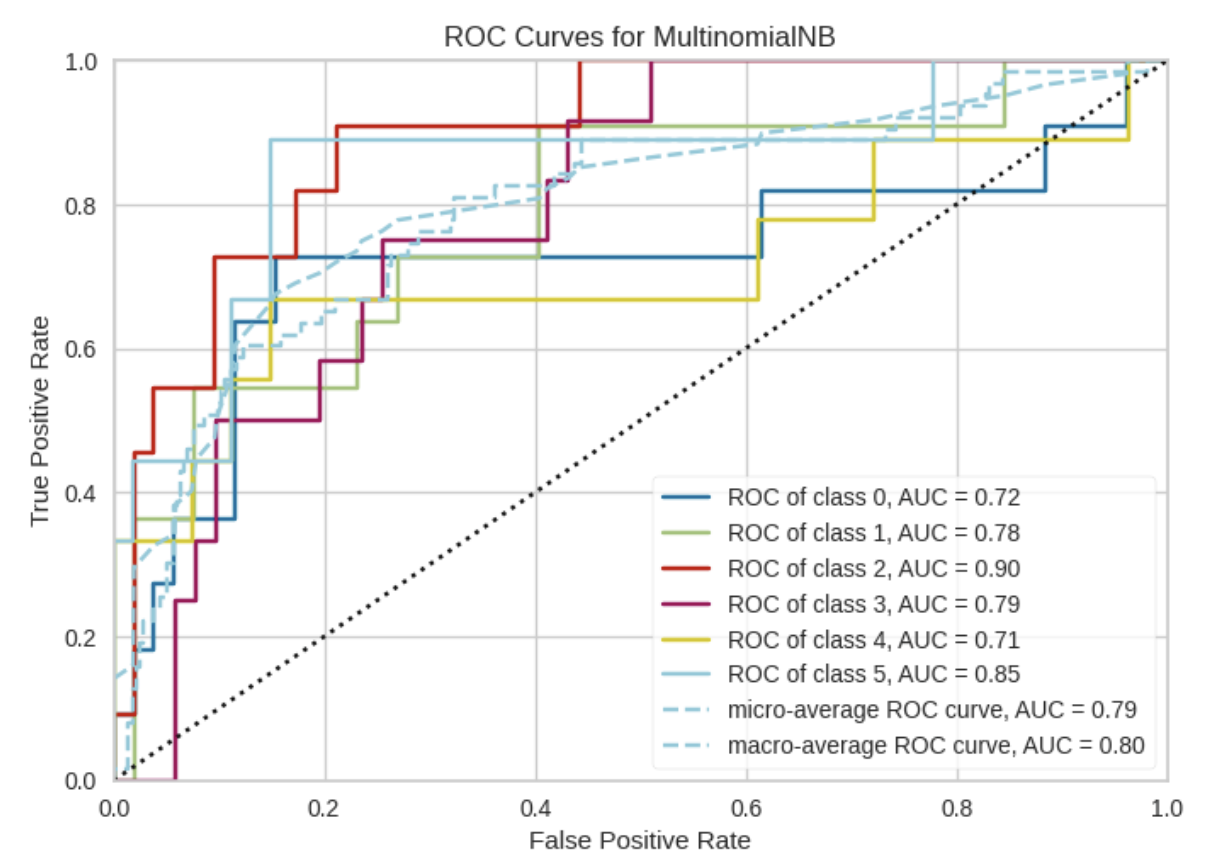 ROC Curves for MultinomialNB
1.0
0.8
0.6
0.4
0.2
0.0
True Positive Rate
ROC of class 0, AUC = 0.72
ROC of class 1, AUC = 0.78
ROC of class 2, AUC = 0.90
ROC of class 3, AUC = 0.79
ROC of class 4, AUC = 0.71
ROC of class 5, AUC = 0.85
micro-average ROC curve, AUC = 0.79
macro-average ROC curve, AUC = 0.80
0.0 0.2 0.4 0.6 0.8 1.0
False Positive Rate